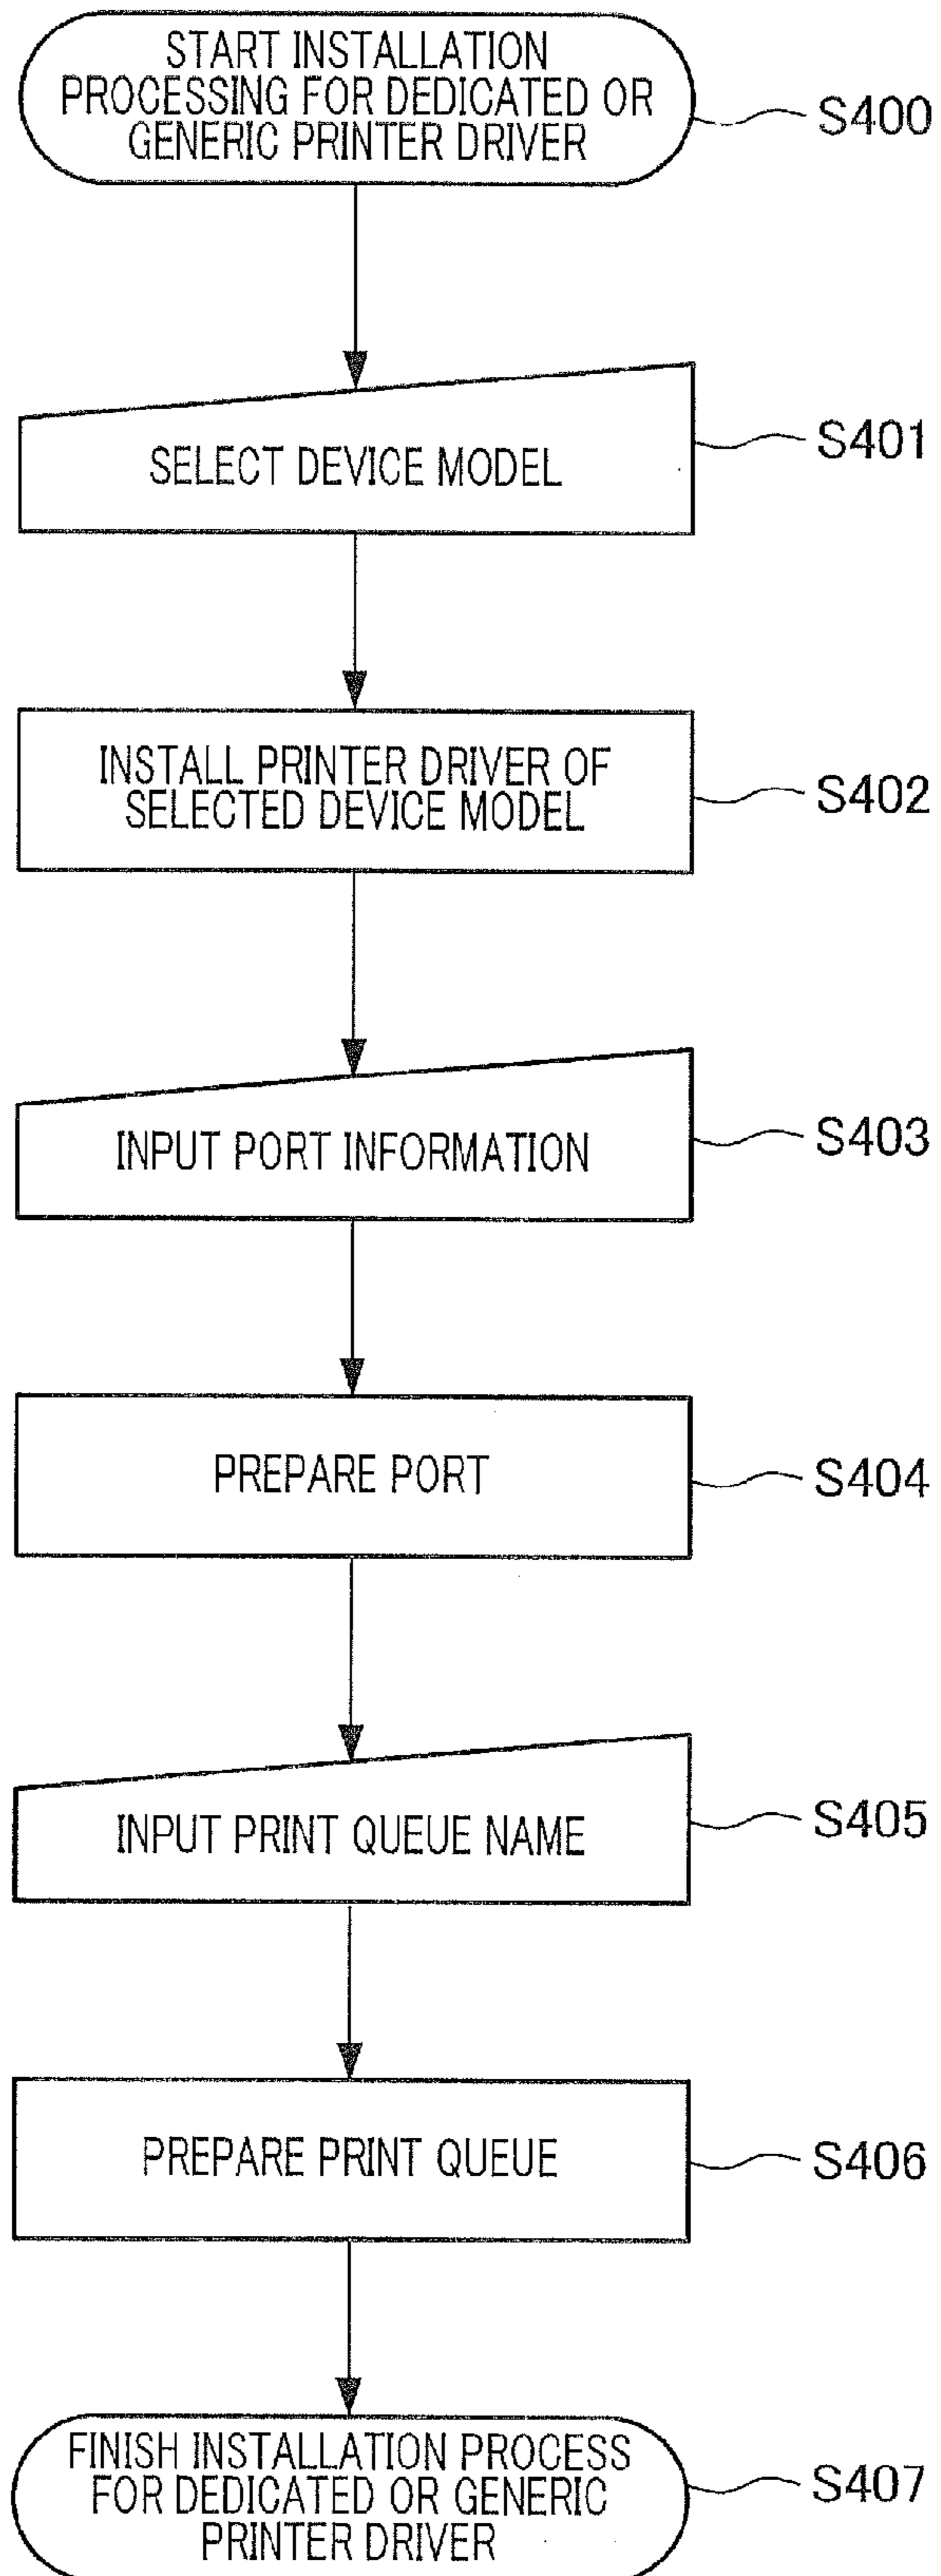 START INSTALLATION
PROCESSING FOR DEDICATED OR
GENERIC PRINTER DRIVER
S400
SELECT DEVICE MODEL
S401
INSTALL PRINTER DRIVER OF
SELECTED DEVICE MODEL
S402
INPUT PORT INFORMATION
S403
PREPARE PORT
S404
INPUT PRINT QUEUE NAME
S405
PREPARE PRINT QUEUE
S406
FINISH INSTALLATION PROCESS
FOR DEDICATED OR GENERIC
PRINTER DRIVER
S407